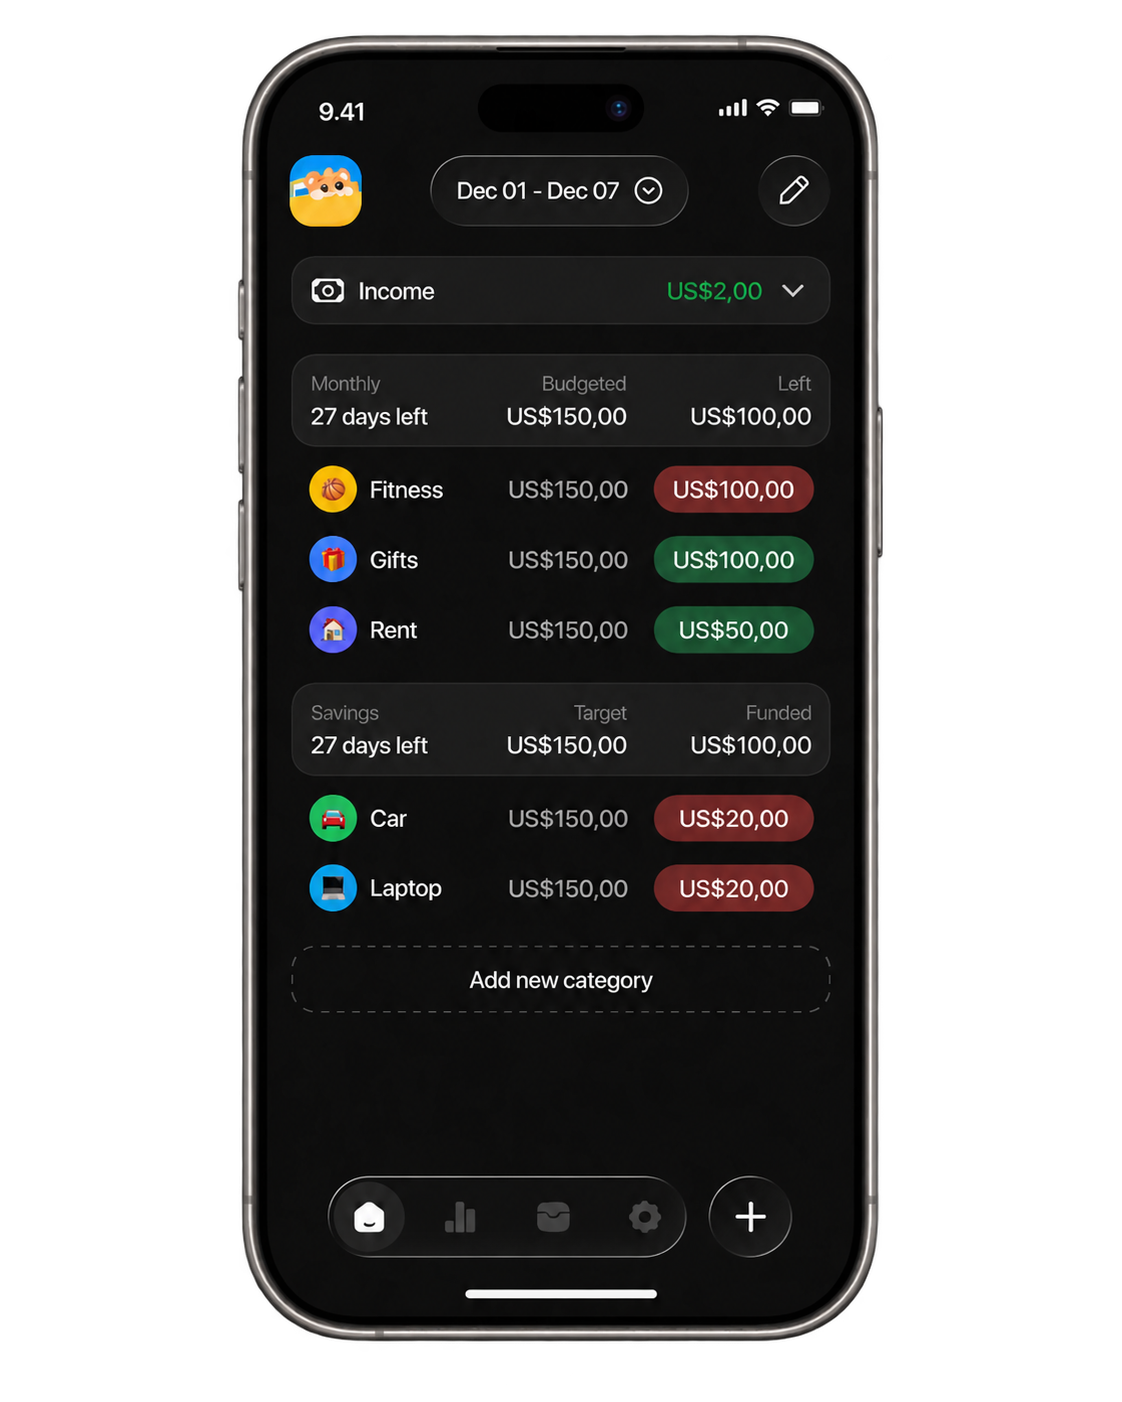 9.41
Dec 01 - Dec 07
Income US$2,00
Monthly Budgeted Left
27 days left US$150,00 US$100,00
Fitness US$150,00 US$100,00
Gifts US$150,00 US$100,00
Rent US$150,00 US$50,00
Savings Target Funded
27 days left US$150,00 US$100,00
Car US$150,00 US$20,00
Laptop US$150,00 US$20,00
Add new category